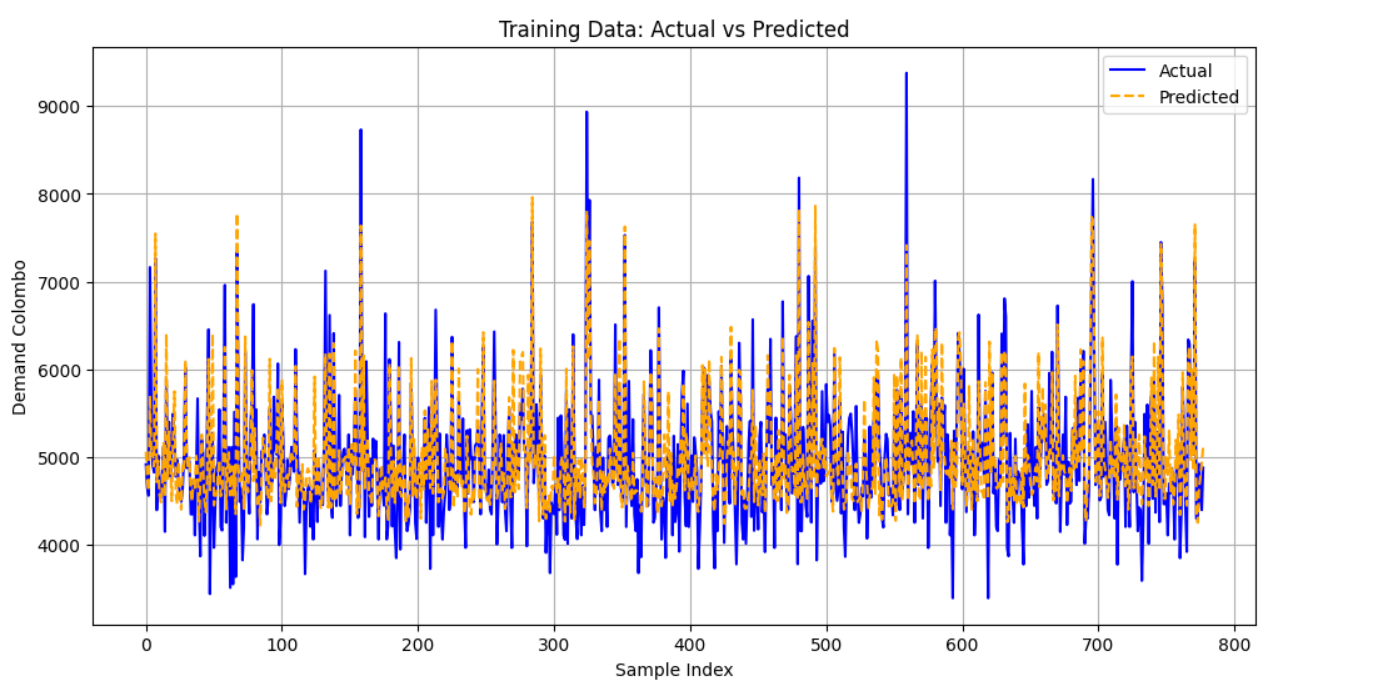 Training Data: Actual vs Predicted
Actual
Predicted
Demand Colombo
9000
8000
7000
6000
5000
4000
0 100 200 300 400 500 600 700 800
Sample Index